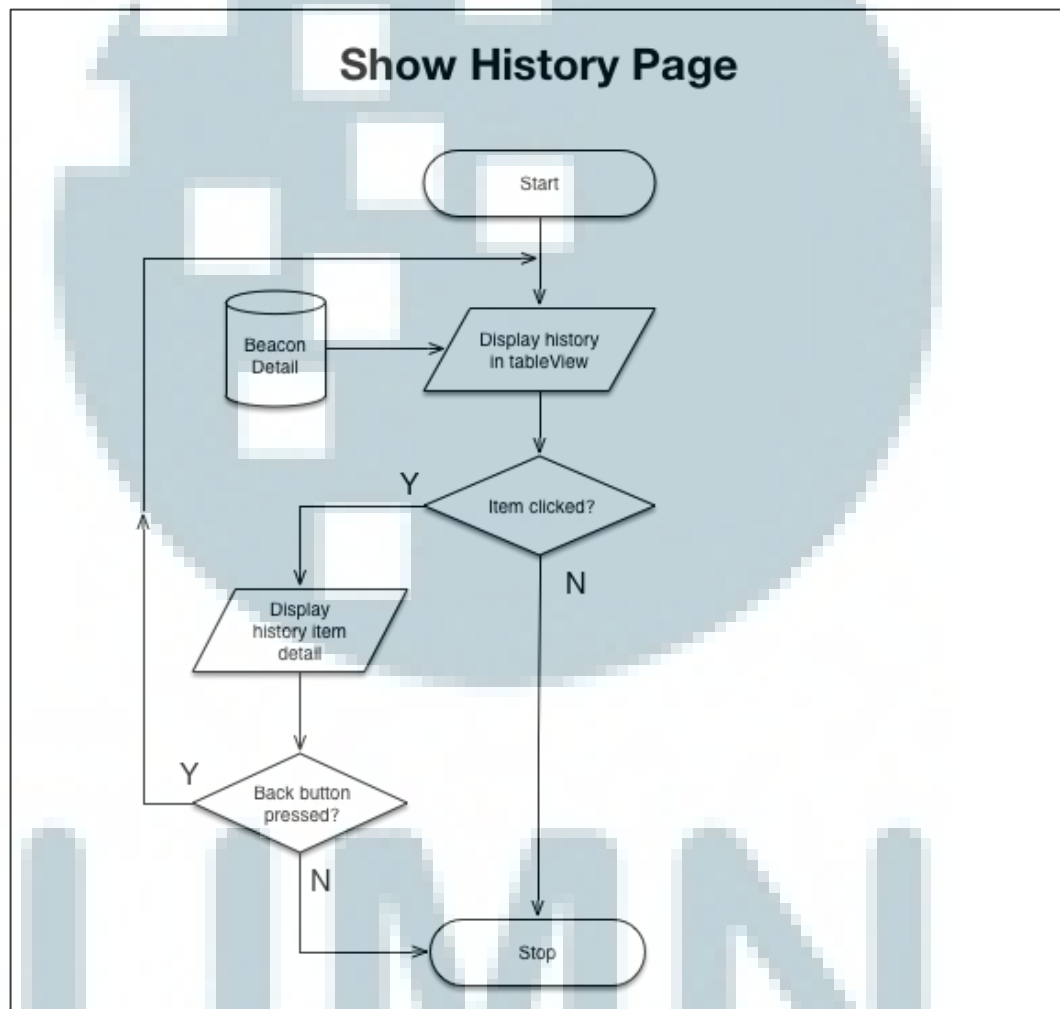 Show History Page
Start
Beacon
Detail
Display history
in tableView
Y
Item clicked?
N
Display
history item
detail
Y
Back button
pressed?
N
Stop
UMN